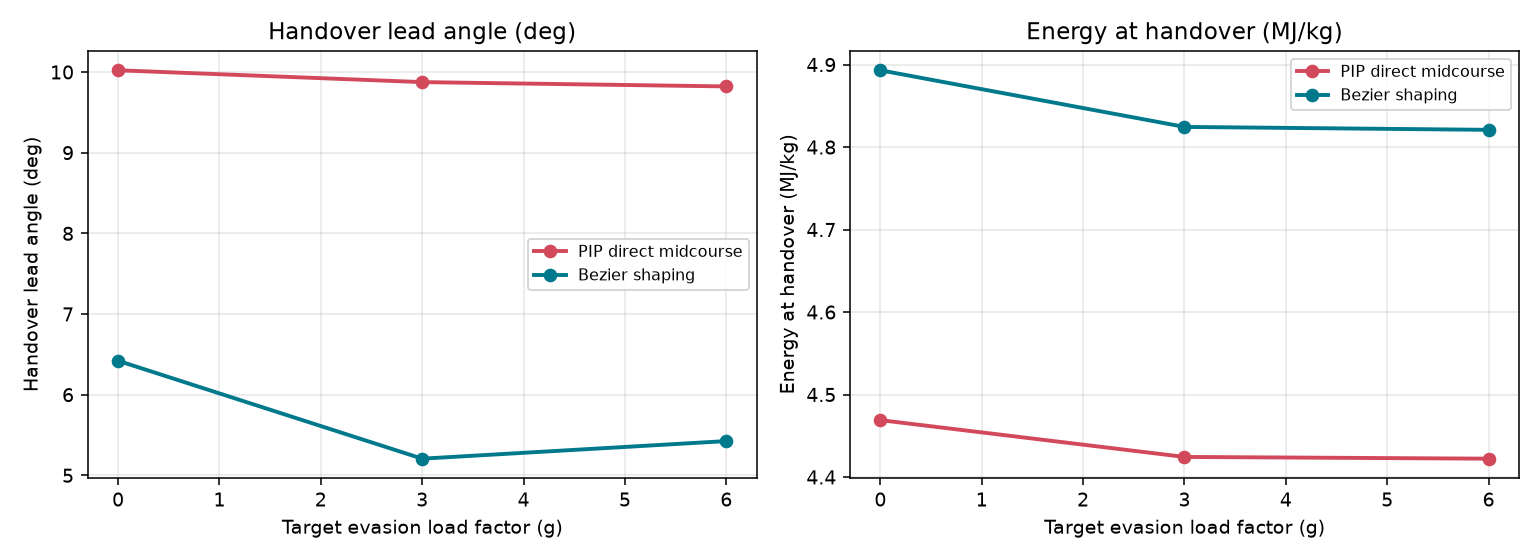 Handover lead angle (deg)
Handover lead angle (deg)
10
9
8
7
6
5
PIP direct midcourse
Bezier shaping
0 1 2 3 4 5 6
Target evasion load factor (g)
Energy at handover (MJ/kg)
Energy at handover (MJ/kg)
4.9
4.8
4.7
4.6
4.5
4.4
PIP direct midcourse
Bezier shaping
0 1 2 3 4 5 6
Target evasion load factor (g)